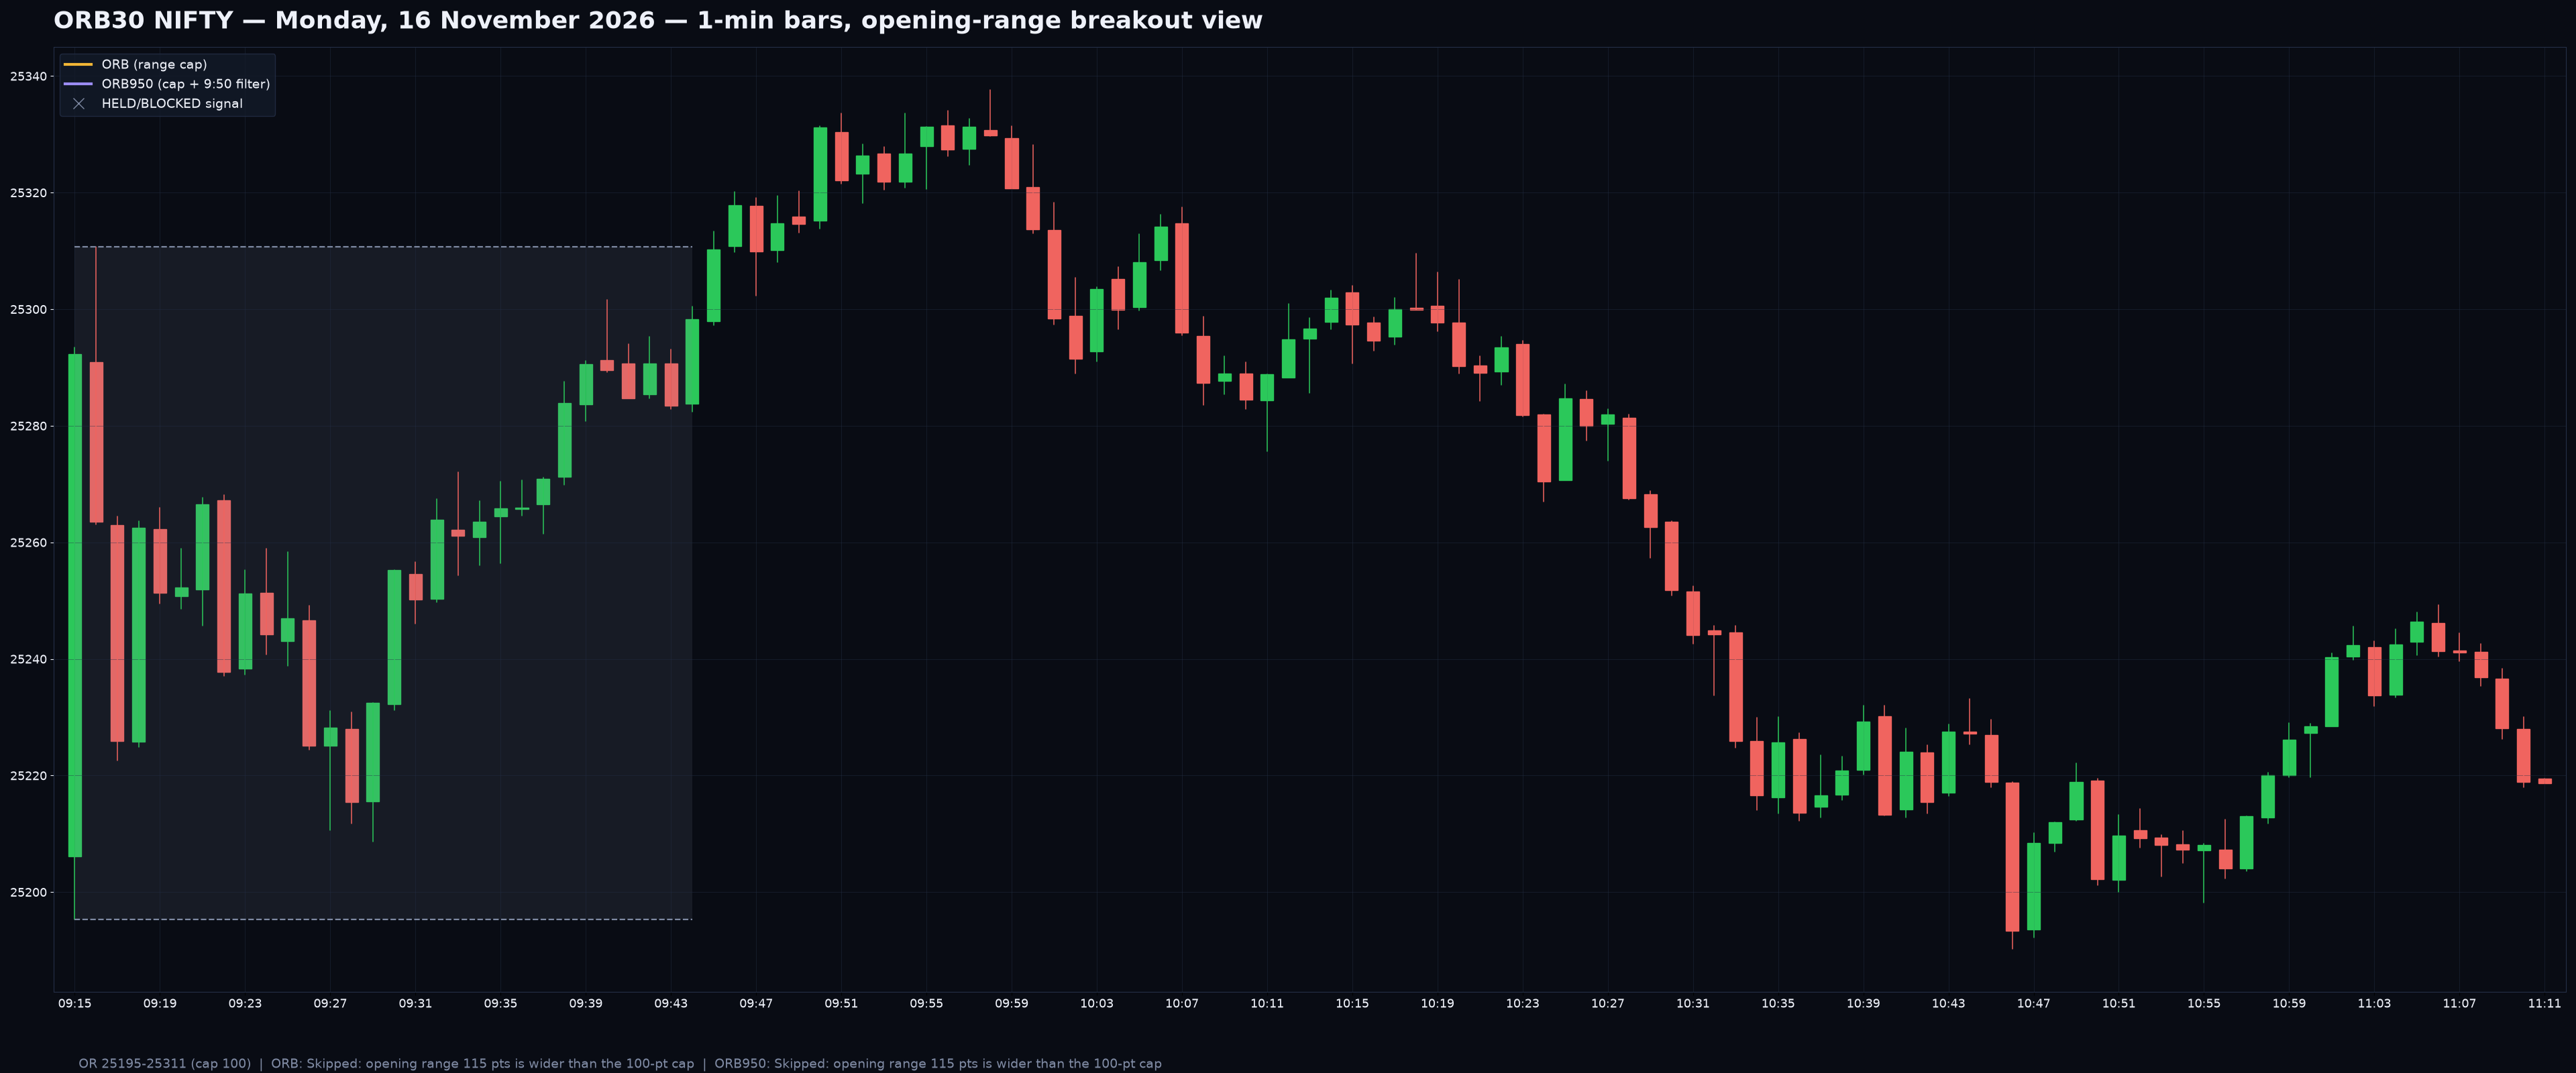 ORB30 NIFTY — Monday, 16 November 2026 — 1-min bars, opening-range breakout view
ORB (range cap)
ORB950 (cap + 9:50 filter)
HELD/BLOCKED signal
25340
25320
25300
25280
25260
25240
25220
25200
09:15 09:19 09:23 09:27 09:31 09:35 09:39 09:43 09:47 09:51 09:55 09:59 10:03 10:07 10:11 10:15 10:19 10:23 10:27 10:31 10:35 10:39 10:43 10:47 10:51 10:55 10:59 11:03 11:07 11:11
OR 25195-25311 (cap 100) | ORB: Skipped: opening range 115 pts is wider than the 100-pt cap | ORB950: Skipped: opening range 115 pts is wider than the 100-pt cap